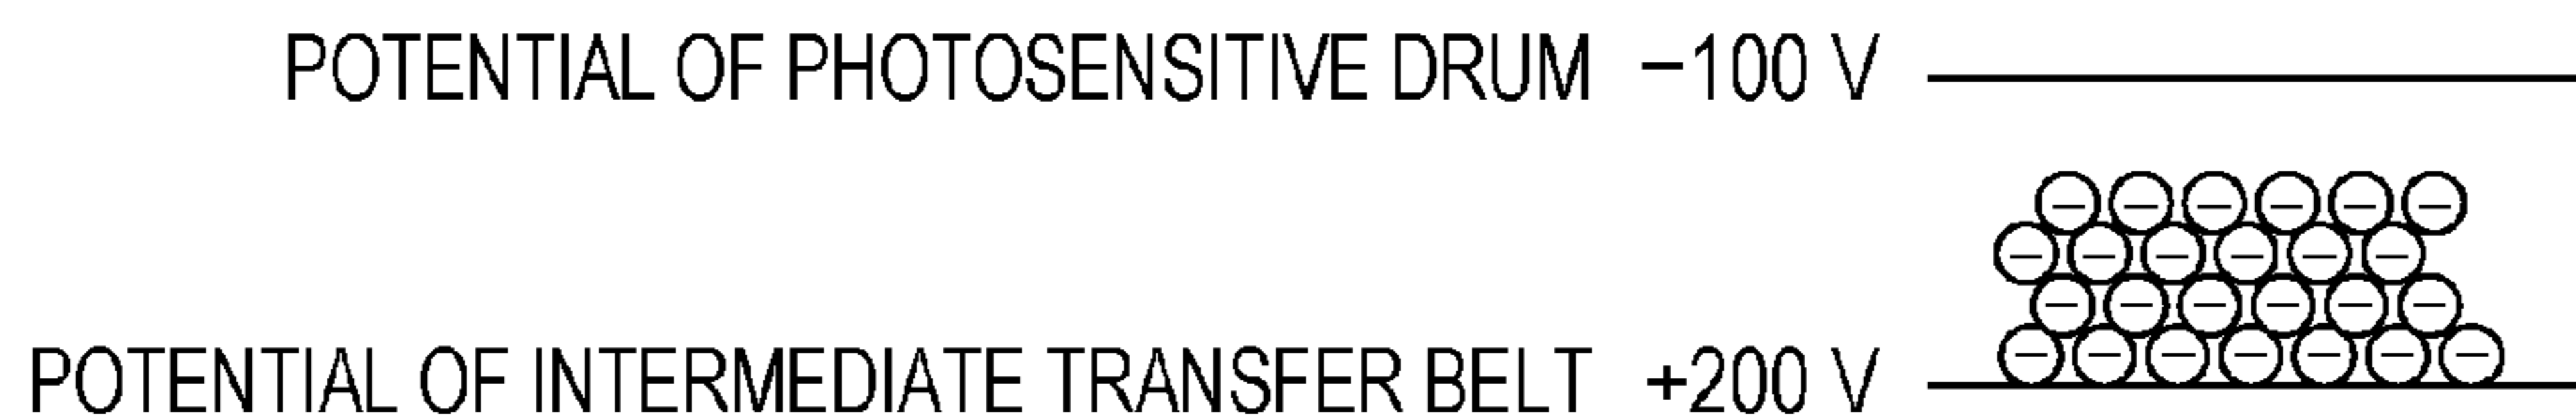 POTENTIAL OF PHOTOSENSITIVE DRUM −100 V
POTENTIAL OF INTERMEDIATE TRANSFER BELT +200 V